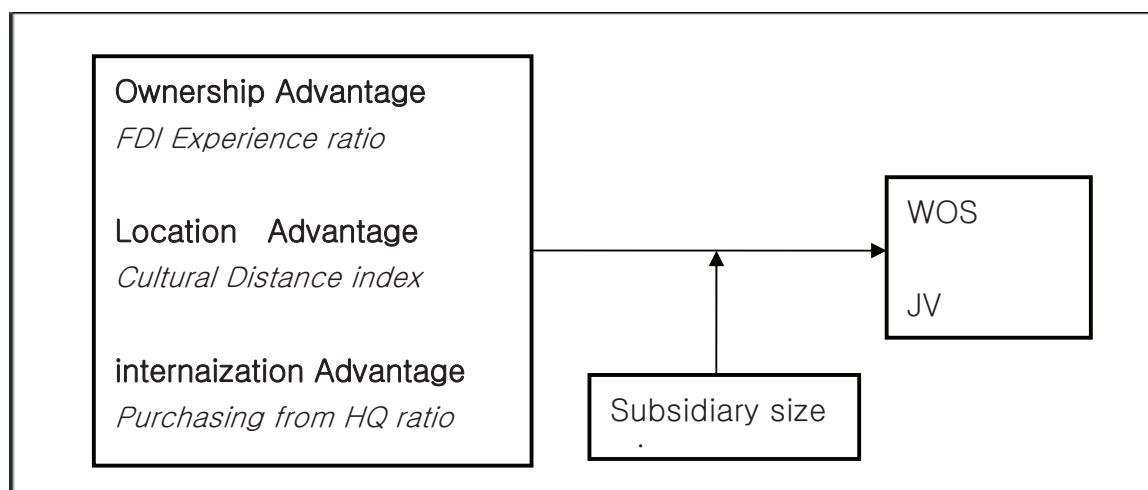 Ownership Advantage
FDI Experience ratio
Location Advantage
Cultural Distance index
internaization Advantage
Purchasing from HQ ratio
Subsidiary size
.
WOS
JV